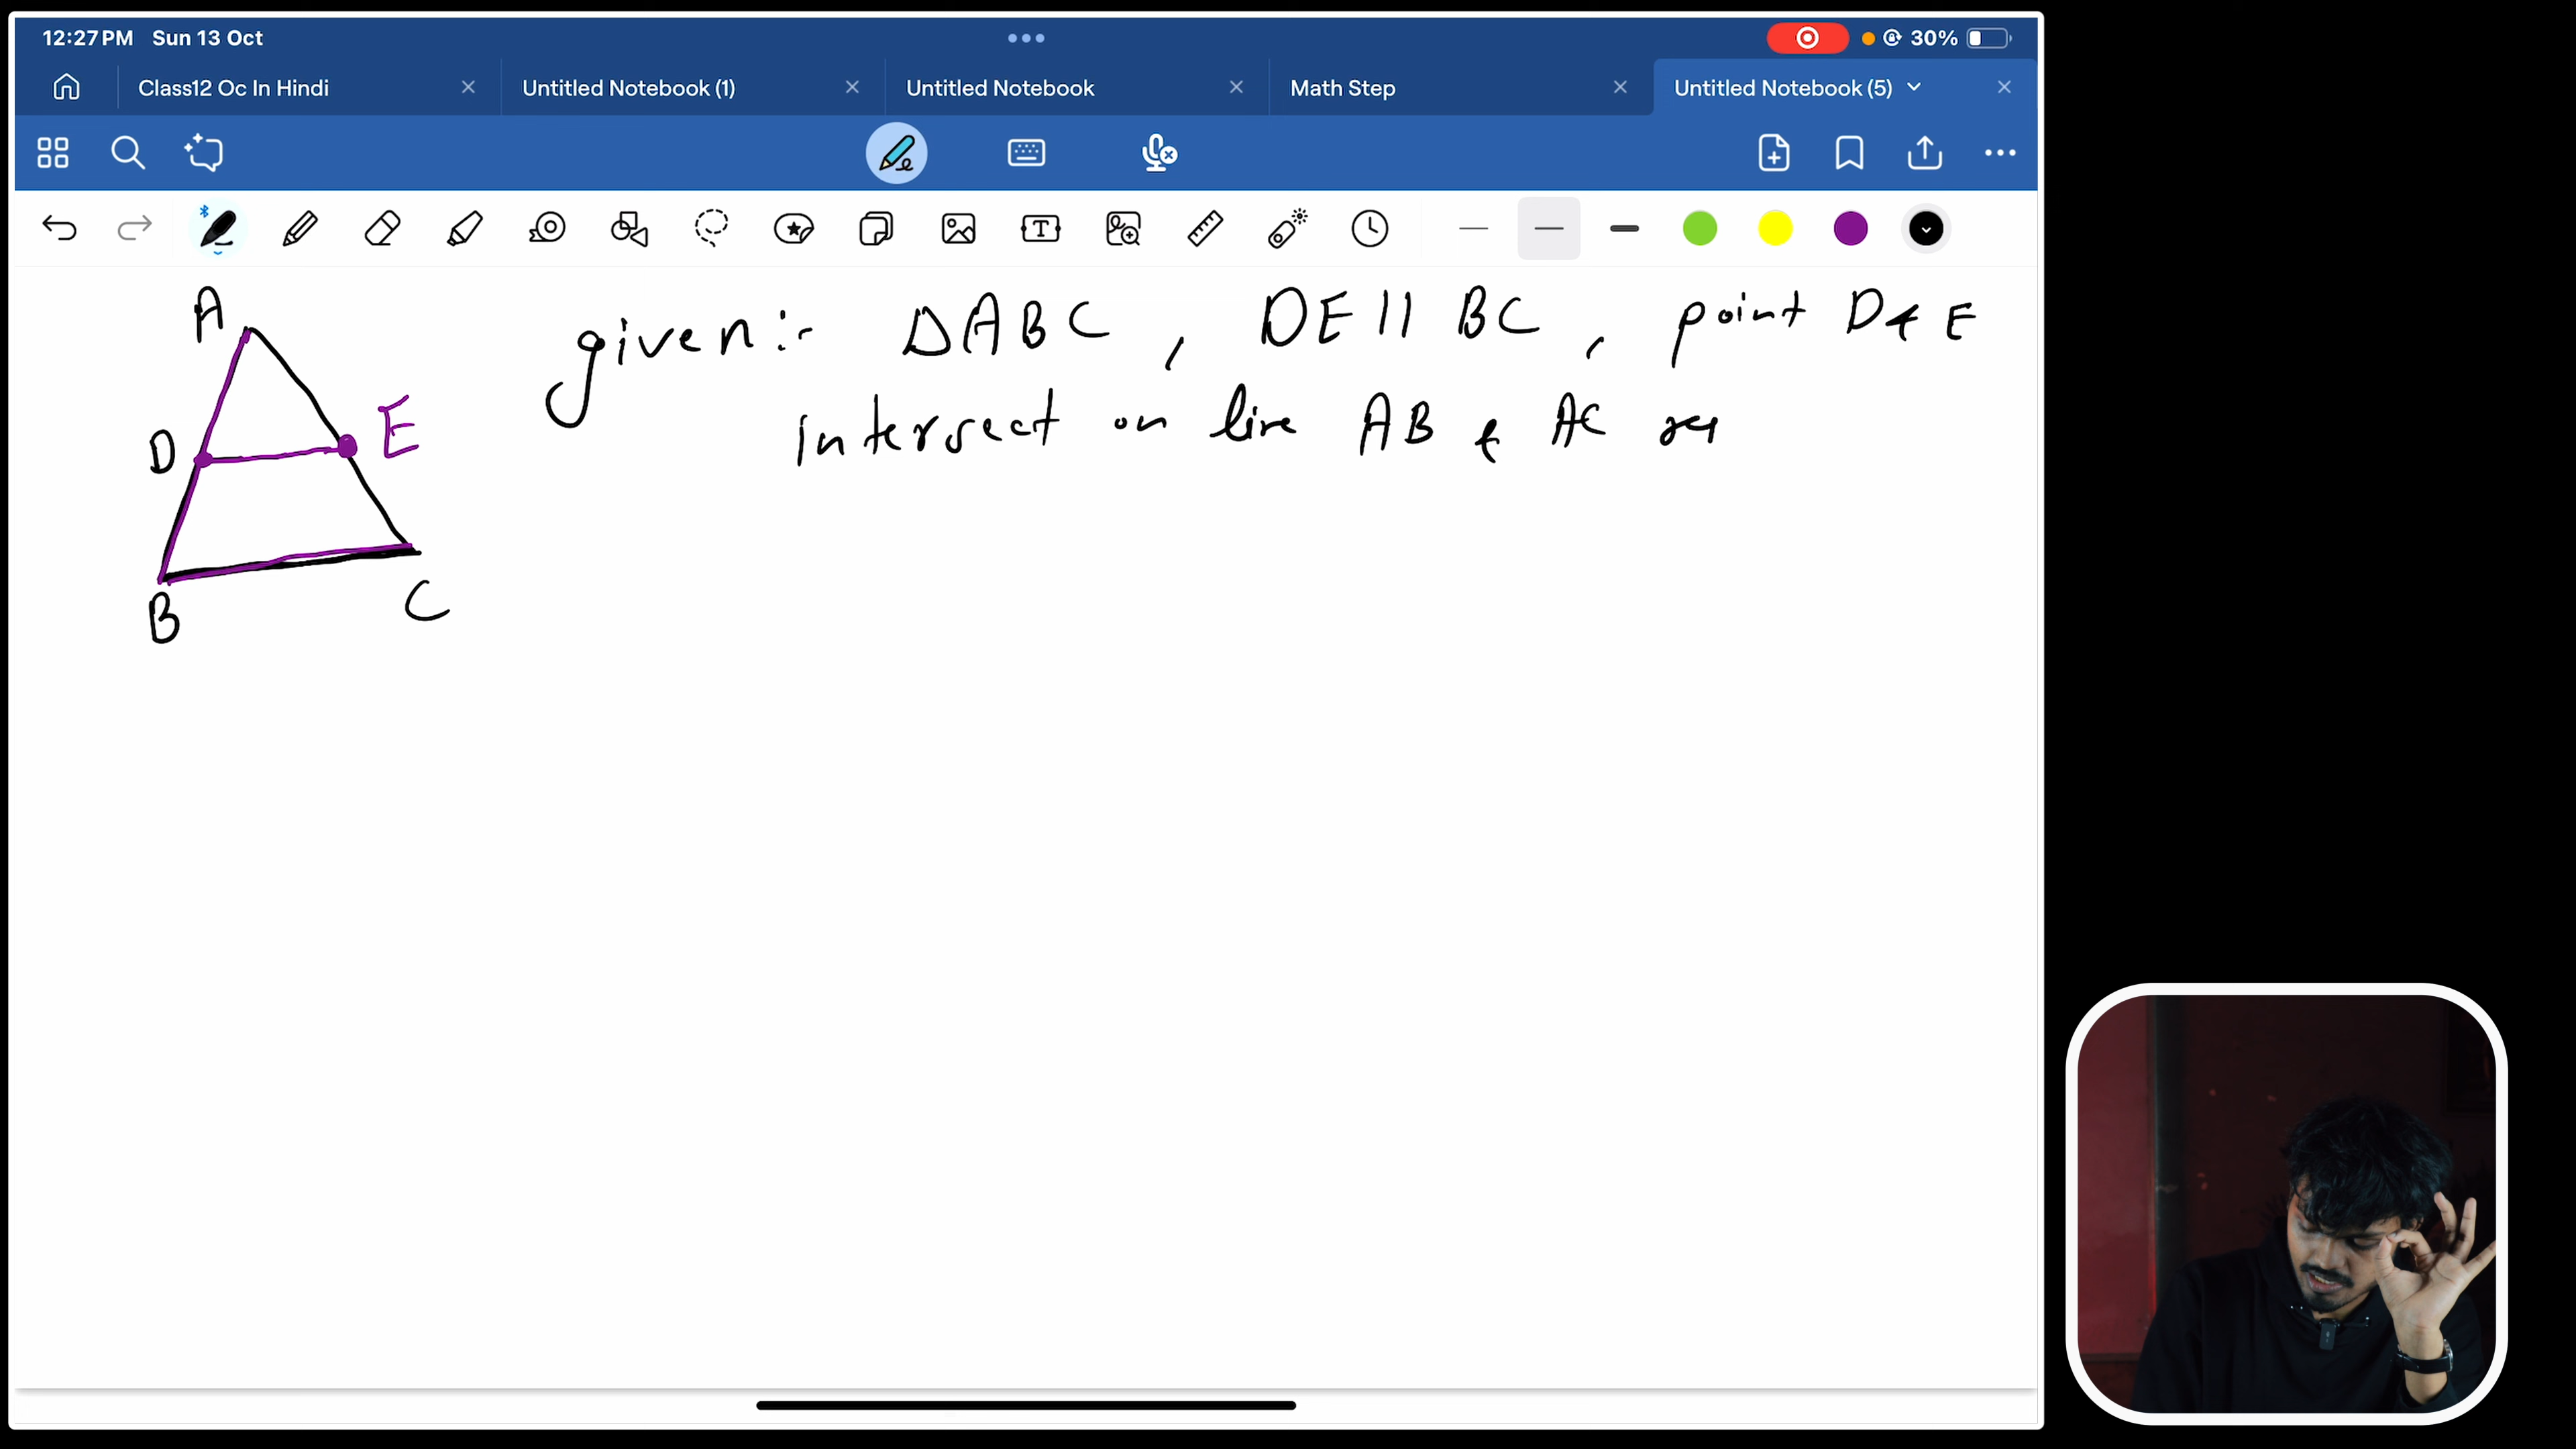 12:27 PM Sun 13 Oct
30%
Class12 Oc In Hindi
Untitled Notebook (1)
Untitled Notebook
Math Step
Untitled Notebook (5)
A
D
E
B
C
given :- ΔABC , DE || BC , point D & E
intersect on line AB & AC